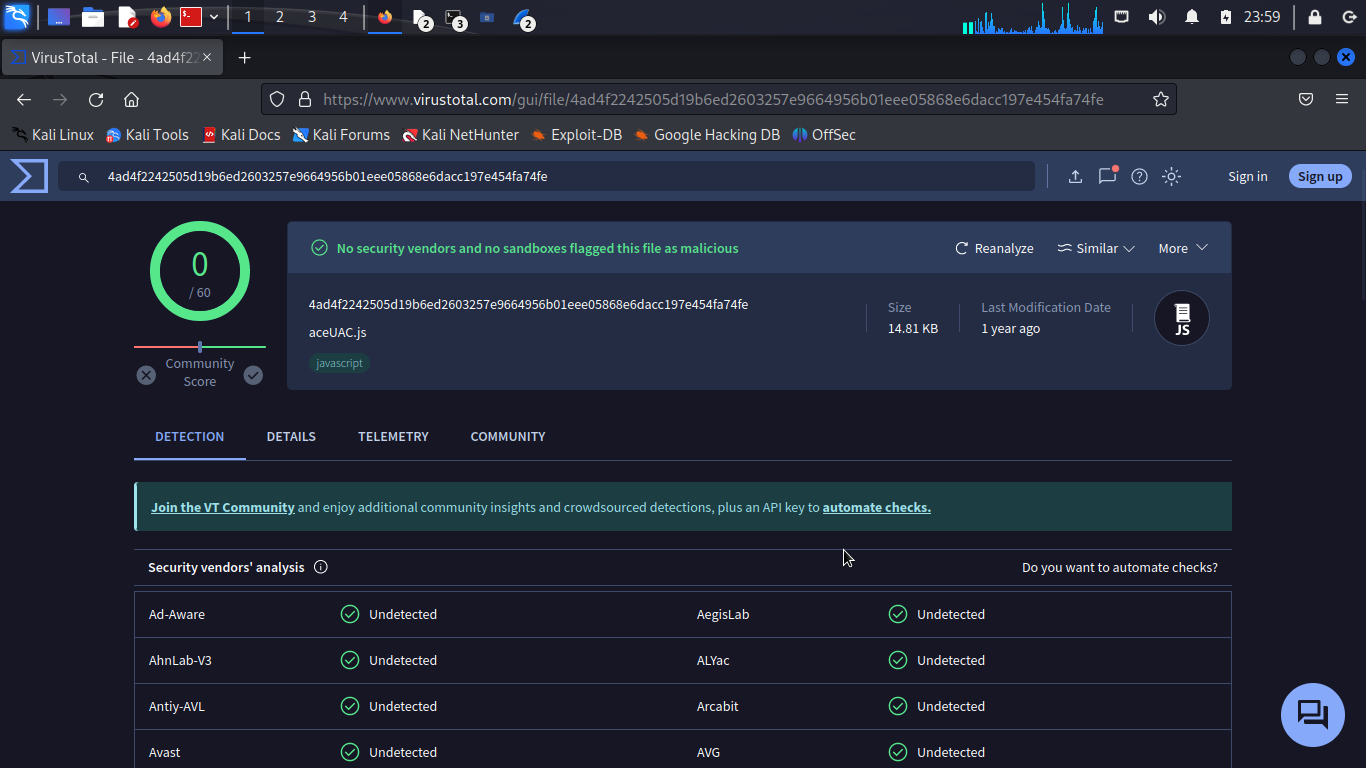 1 2 3 4 2 3 2 23:59
VirusTotal - File - 4ad4f22
https://www.virustotal.com/gui/file/4ad4f2242505d19b6ed2603257e9664956b01eee05868e6dacc197e454fa74fe
Kali Linux Kali Tools Kali Docs Kali Forums Kali NetHunter Exploit-DB Google Hacking DB OffSec
4ad4f2242505d19b6ed2603257e9664956b01eee05868e6dacc197e454fa74fe Sign in Sign up
0
/ 60
Community
Score
No security vendors and no sandboxes flagged this file as malicious Reanalyze Similar More
4ad4f2242505d19b6ed2603257e9664956b01eee05868e6dacc197e454fa74fe
aceUAC.js
javascript
Size
14.81 KB
Last Modification Date
1 year ago
JS
DETECTION DETAILS TELEMETRY COMMUNITY
Join the VT Community and enjoy additional community insights and crowdsourced detections, plus an API key to automate checks.
Security vendors' analysis Do you want to automate checks?
Ad-Aware Undetected AegisLab Undetected
AhnLab-V3 Undetected ALYac Undetected
Antiy-AVL Undetected Arcabit Undetected
Avast Undetected AVG Undetected